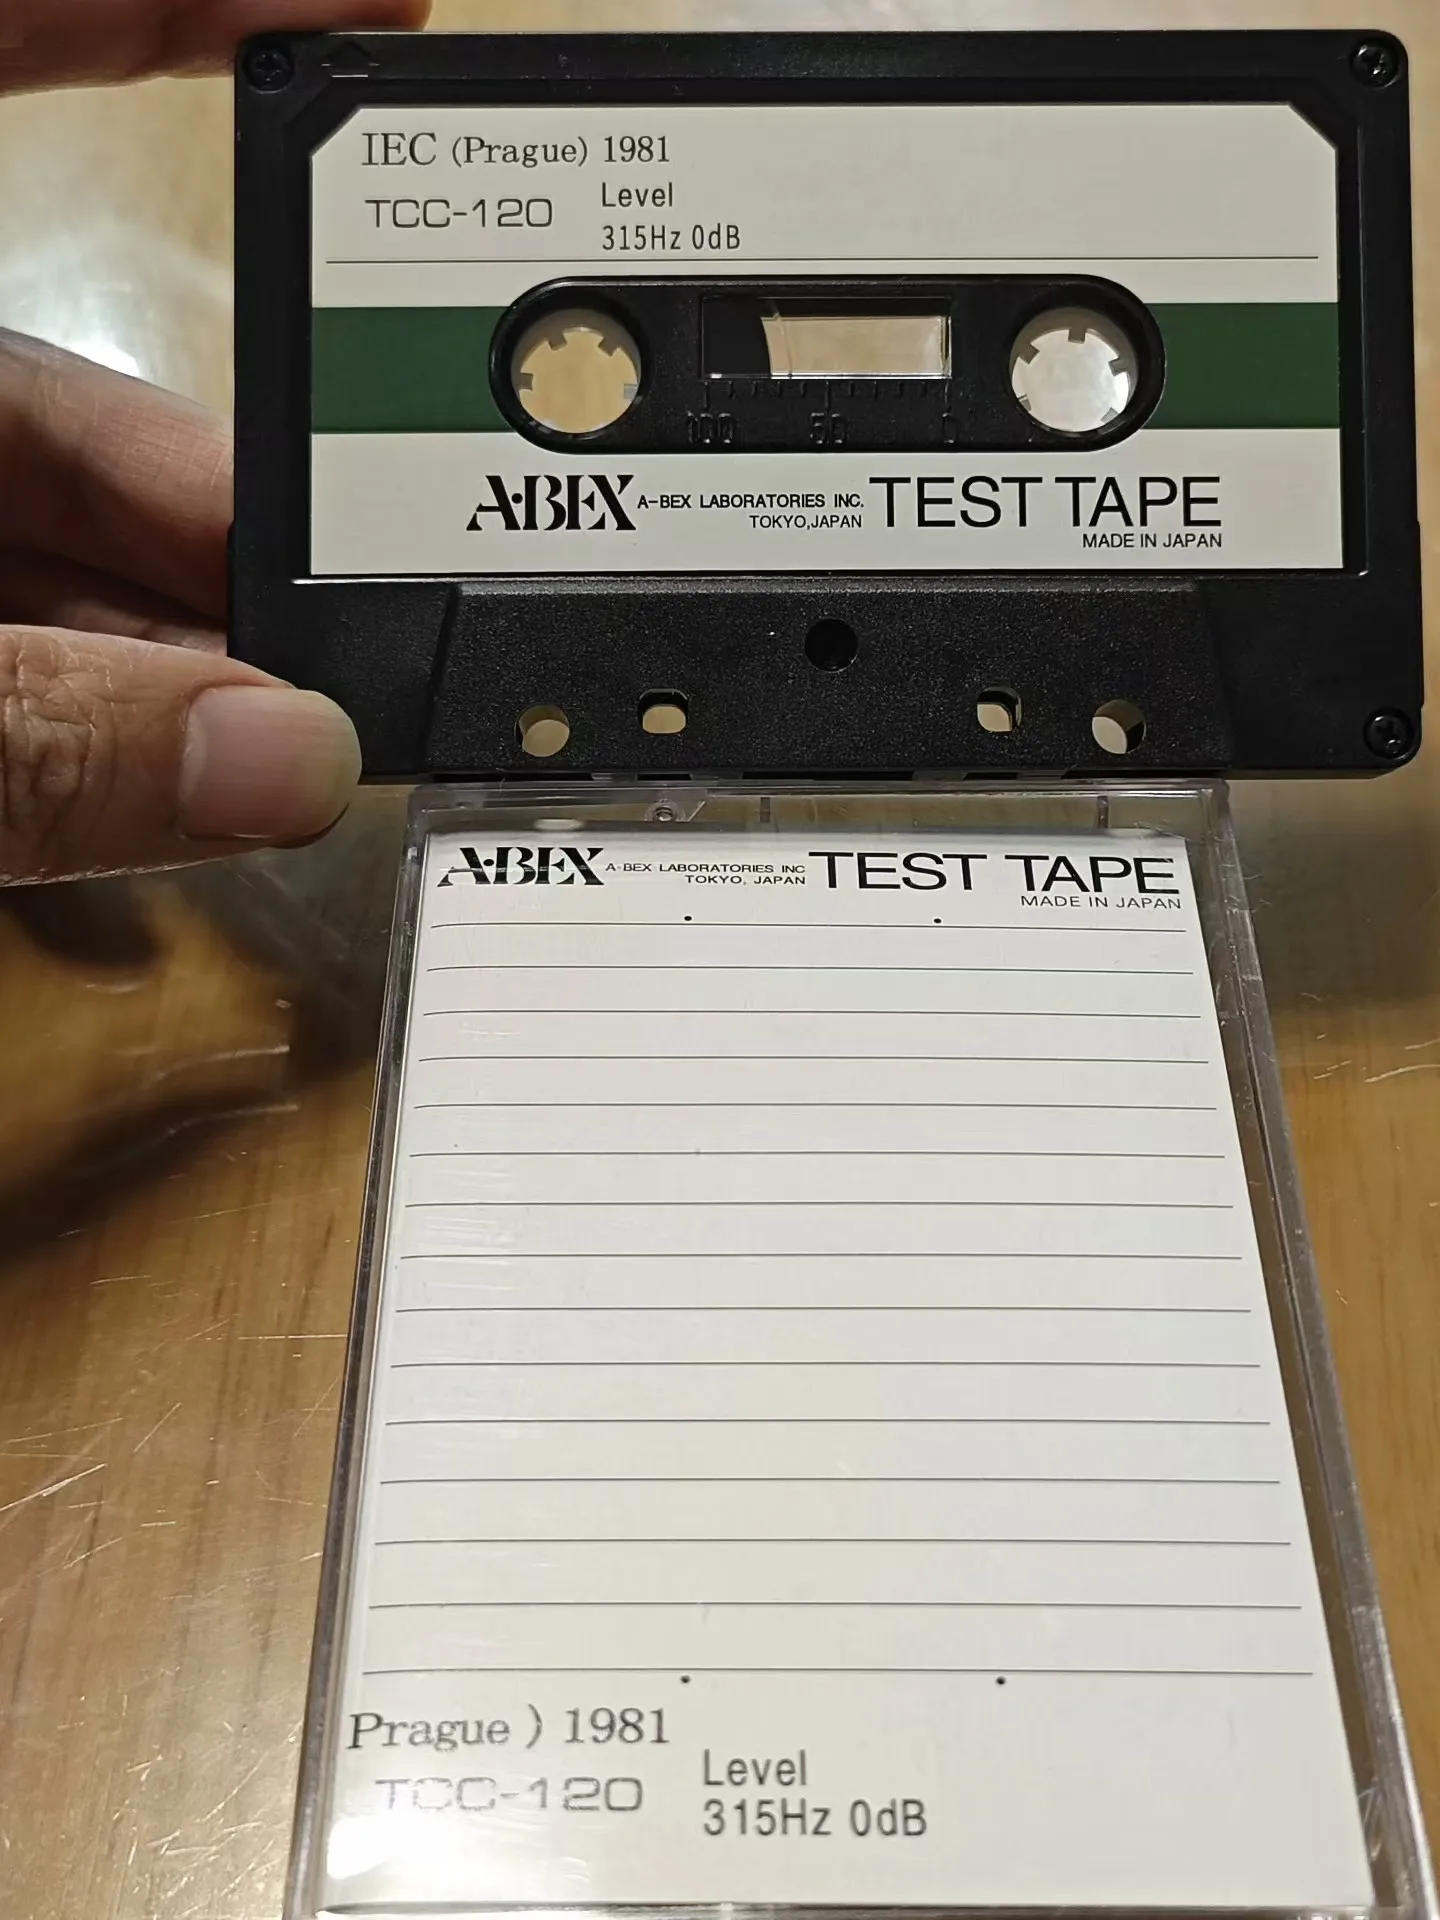 IEC (Prague) 1981
TCC-120
Level
315Hz 0dB
100 50 0
A·BEX A-BEX LABORATORIES INC. TEST TAPE
TOKYO,JAPAN
MADE IN JAPAN
A·BEX A-BEX LABORATORIES INC TEST TAPE
TOKYO, JAPAN
MADE IN JAPAN
Prague) 1981
TCC-120
Level
315Hz 0dB